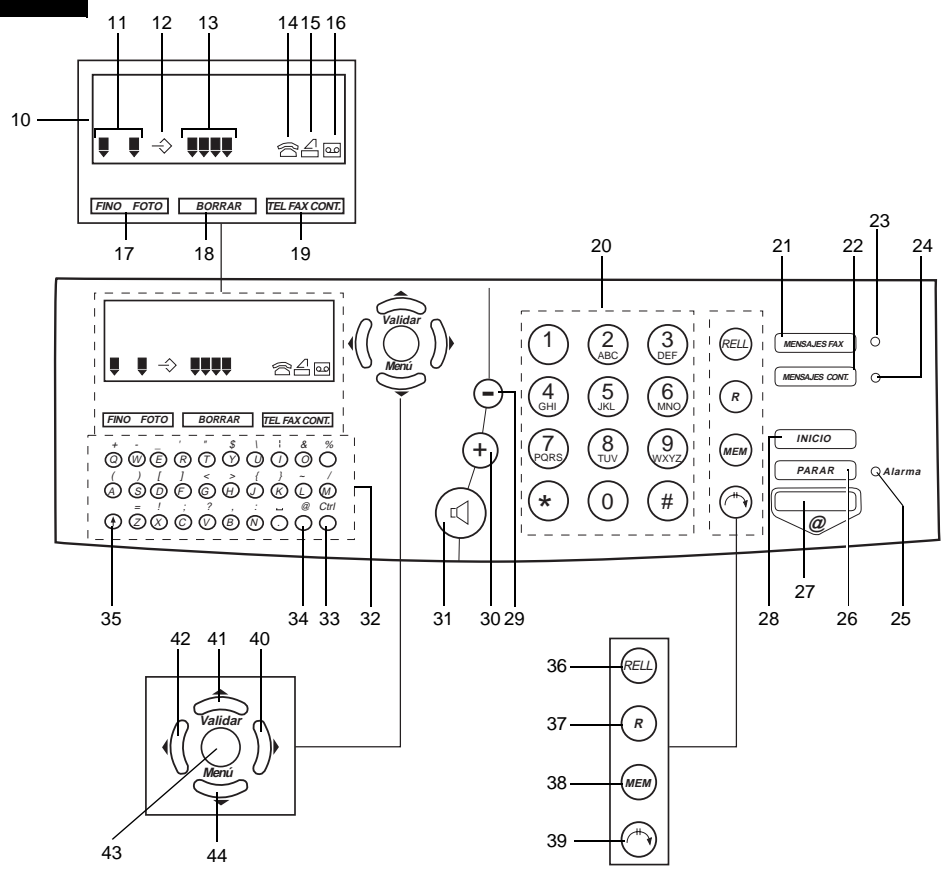 11 12 13 14 15 16
10
FINO FOTO BORRAR TEL FAX CONT.
17 18 19
20 21 22 23 24
Validar
Menú
FINO FOTO BORRAR TEL FAX CONT.
+ - _ ' " $ \ ¦ & %
Q W E R T Y U I O
( ) [ ] < > { } ~ /
A S D F G H J K L M
= ! ; ? , : ⎵ @ Ctrl
Z X C V B N .
1 2 ABC 3 DEF
4 GHI 5 JKL 6 MNO
7 PQRS 8 TUV 9 WXYZ
* 0 #
RELL
R
MEM
MENSAJES FAX
MENSAJES CONT.
INICIO
PARAR
Alarma
@
-
+
35 34 33 32 31 30 29 28 27 26 25
42 41 40
Validar
Menú
43 44
36 RELL
37 R
38 MEM
39